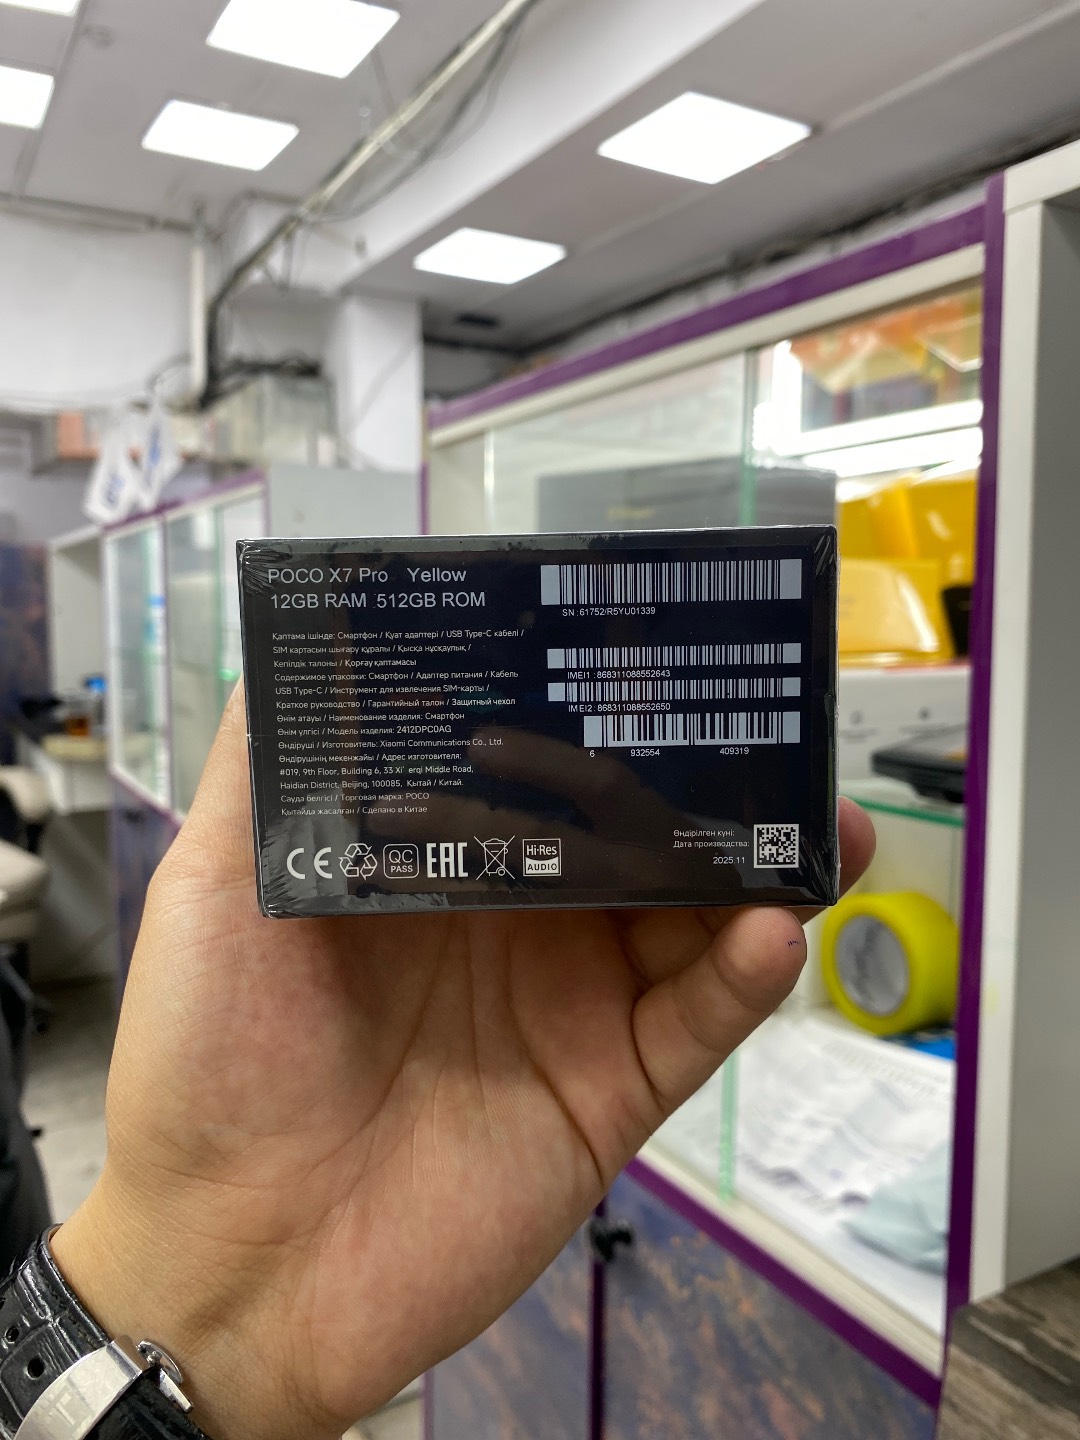 POCO X7 Pro Yellow
12GB RAM 512GB ROM
SN:61752/R5YU01339
IMEI1:868311088552643
IMEI2:868311088552650
6 932554 409319
Қаптама ішінде: Смартфон / Қуат адаптері / USB Type-C кабелі /
SIM картасын шығару құралы / Қысқа нұсқаулық /
Кепілдік талоны / Қорғау қаптамасы
Содержимое упаковки: Смартфон / Адаптер питания / Кабель
USB Type-C / Инструмент для извлечения SIM-карты /
Краткое руководство / Гарантийный талон / Защитный чехол
Өнім атауы / Наименование изделия: Смартфон
Өнім үлгісі / Модель изделия: 2412DPC0AG
Өндіруші / Изготовитель: Xiaomi Communications Co., Ltd.
Өндірушінің мекенжайы / Адрес изготовителя:
#019, 9th Floor, Building 6, 33 Xi' erqi Middle Road,
Haidian District, Beijing, 100085, Қытай / Китай.
Сауда белгісі / Торговая марка: POCO
Қытайда жасалған / Сделано в Китае
CE
QC
PASS
EAC
Hi-Res
AUDIO
Өндірілген күні:
Дата производства:
2025.11